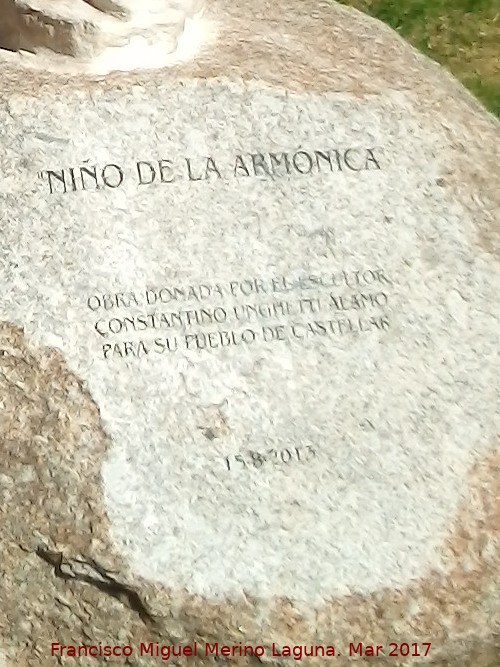 "NIÑO DE LA ARMÓNICA
OBRA DONADA POR EL ESCULTOR
CONSTANTINO UNGHETTI ÁLAMO
PARA SU PUEBLO DE CASTELLAR
15-8-2013
Francisco Miguel Merino Laguna. Mar 2017